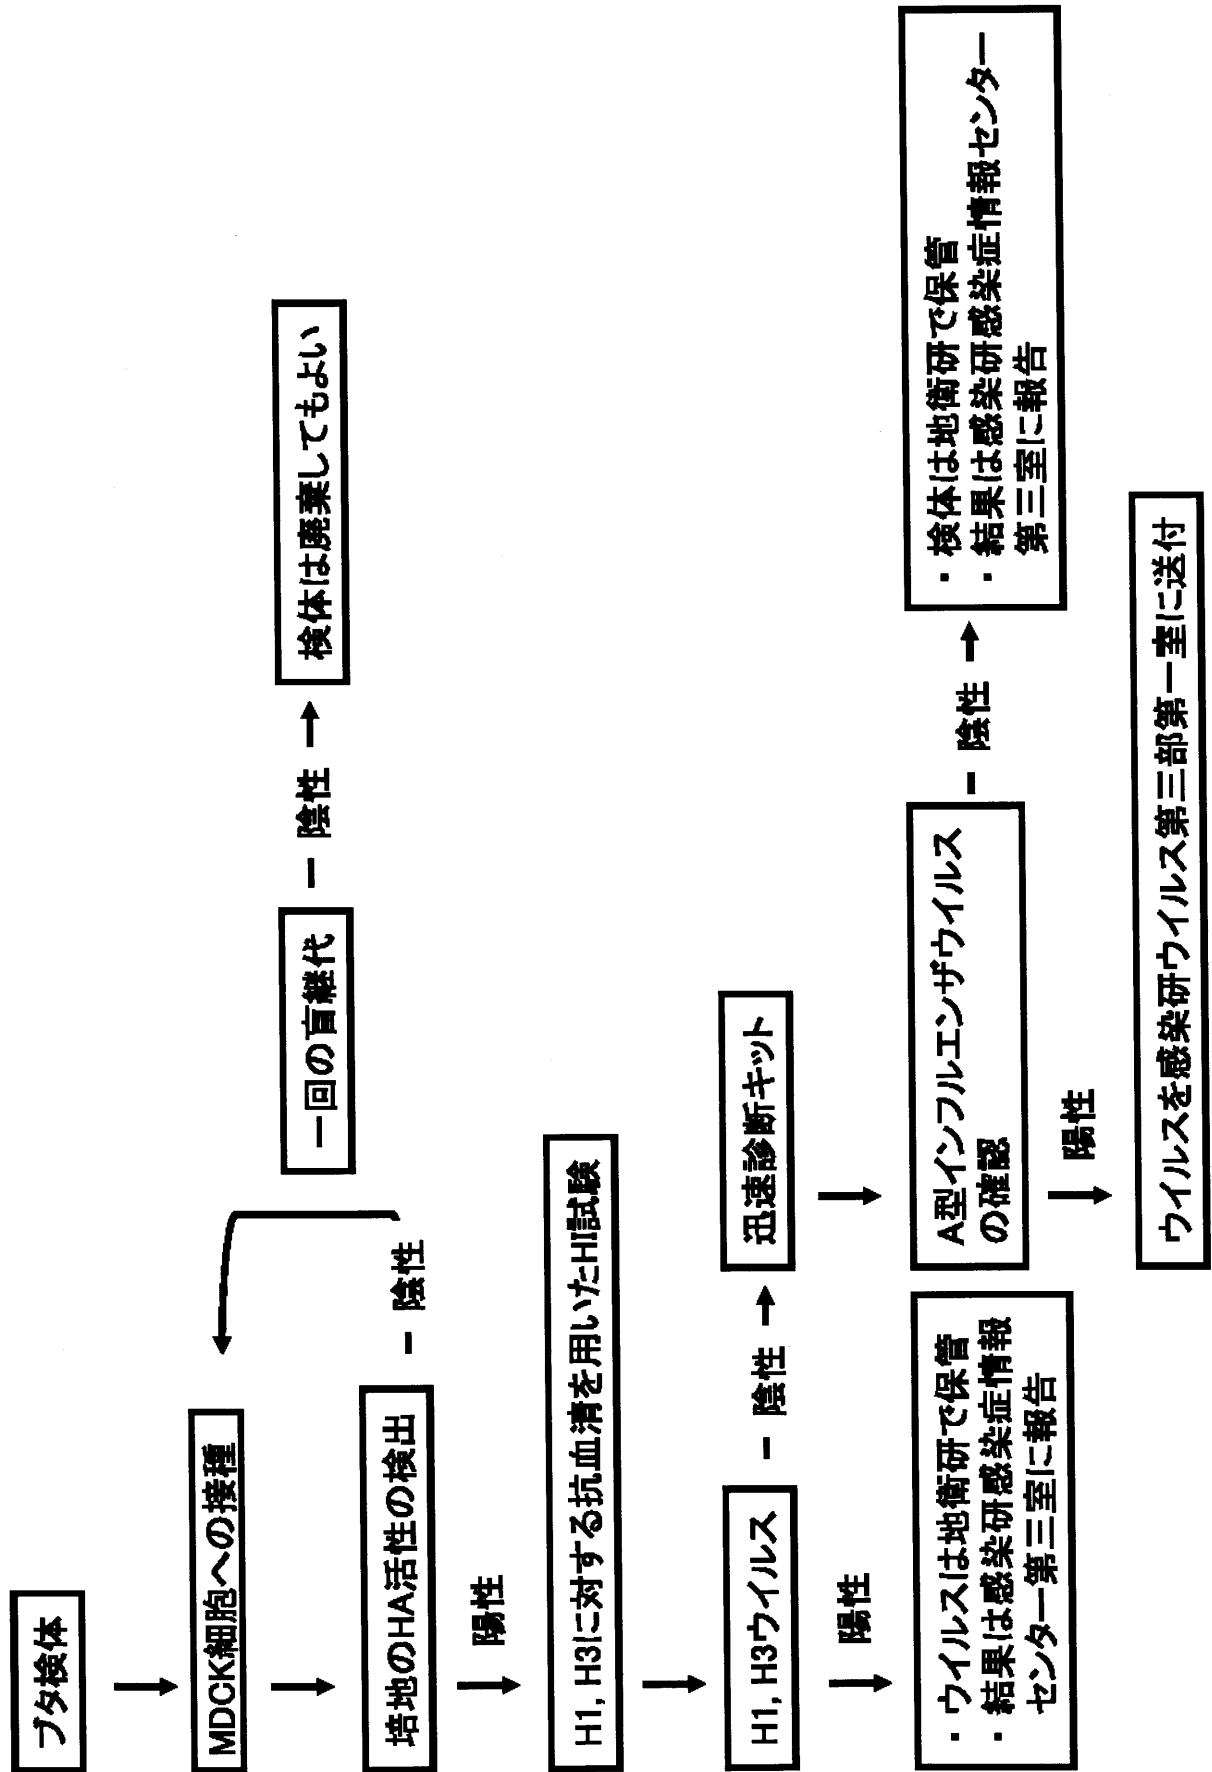 ブタ検体
MDCK細胞への接種
一回の盲継代
ー 陰性 →
検体は廃棄してもよい
培地のHA活性の検出
ー 陰性
陽性
H1, H3に対する抗血清を用いたHI試験
H1, H3ウイルス
ー 陰性 →
迅速診断キット
陽性
・ ウイルスは地衛研で保管
・ 結果は感染研感染症情報
センター第三室に報告
A型インフルエンザウイルス
の確認
ー 陰性 →
・ 検体は地衛研で保管
・ 結果は感染研感染症情報センター
第三室に報告
陽性
ウイルスを感染研ウイルス第三部第一室に送付